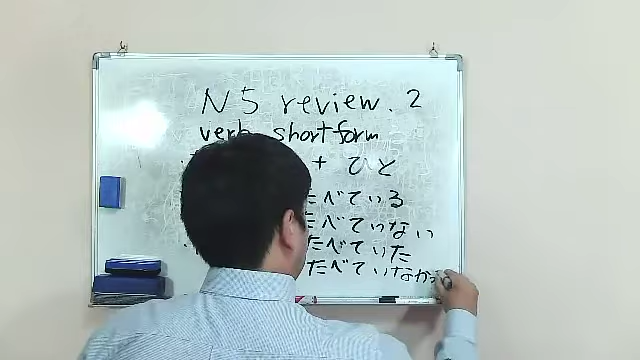 N5 review. 2
verb short form
+ ひと
たべている
たべていない
たべていた
たべていなか